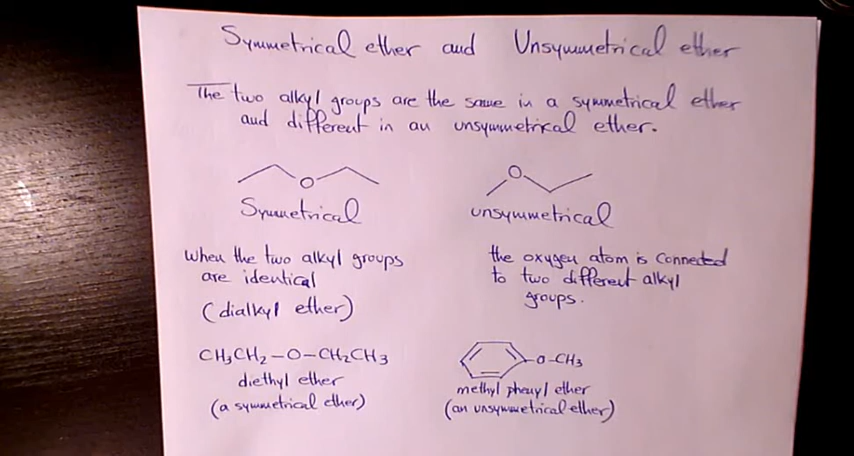 Symmetrical ether and Unsymmetrical ether
The two alkyl groups are the same in a symmetrical ether
and different in an unsymmetrical ether.
O
O
Symmetrical
unsymmetrical
when the two alkyl groups
are identical
(dialkyl ether)
the oxygen atom is connected
to two different alkyl
groups.
CH3CH2-O-CH2CH3
diethyl ether
(a symmetrical ether)
-O-CH3
methyl phenyl ether
(an unsymmetrical ether)